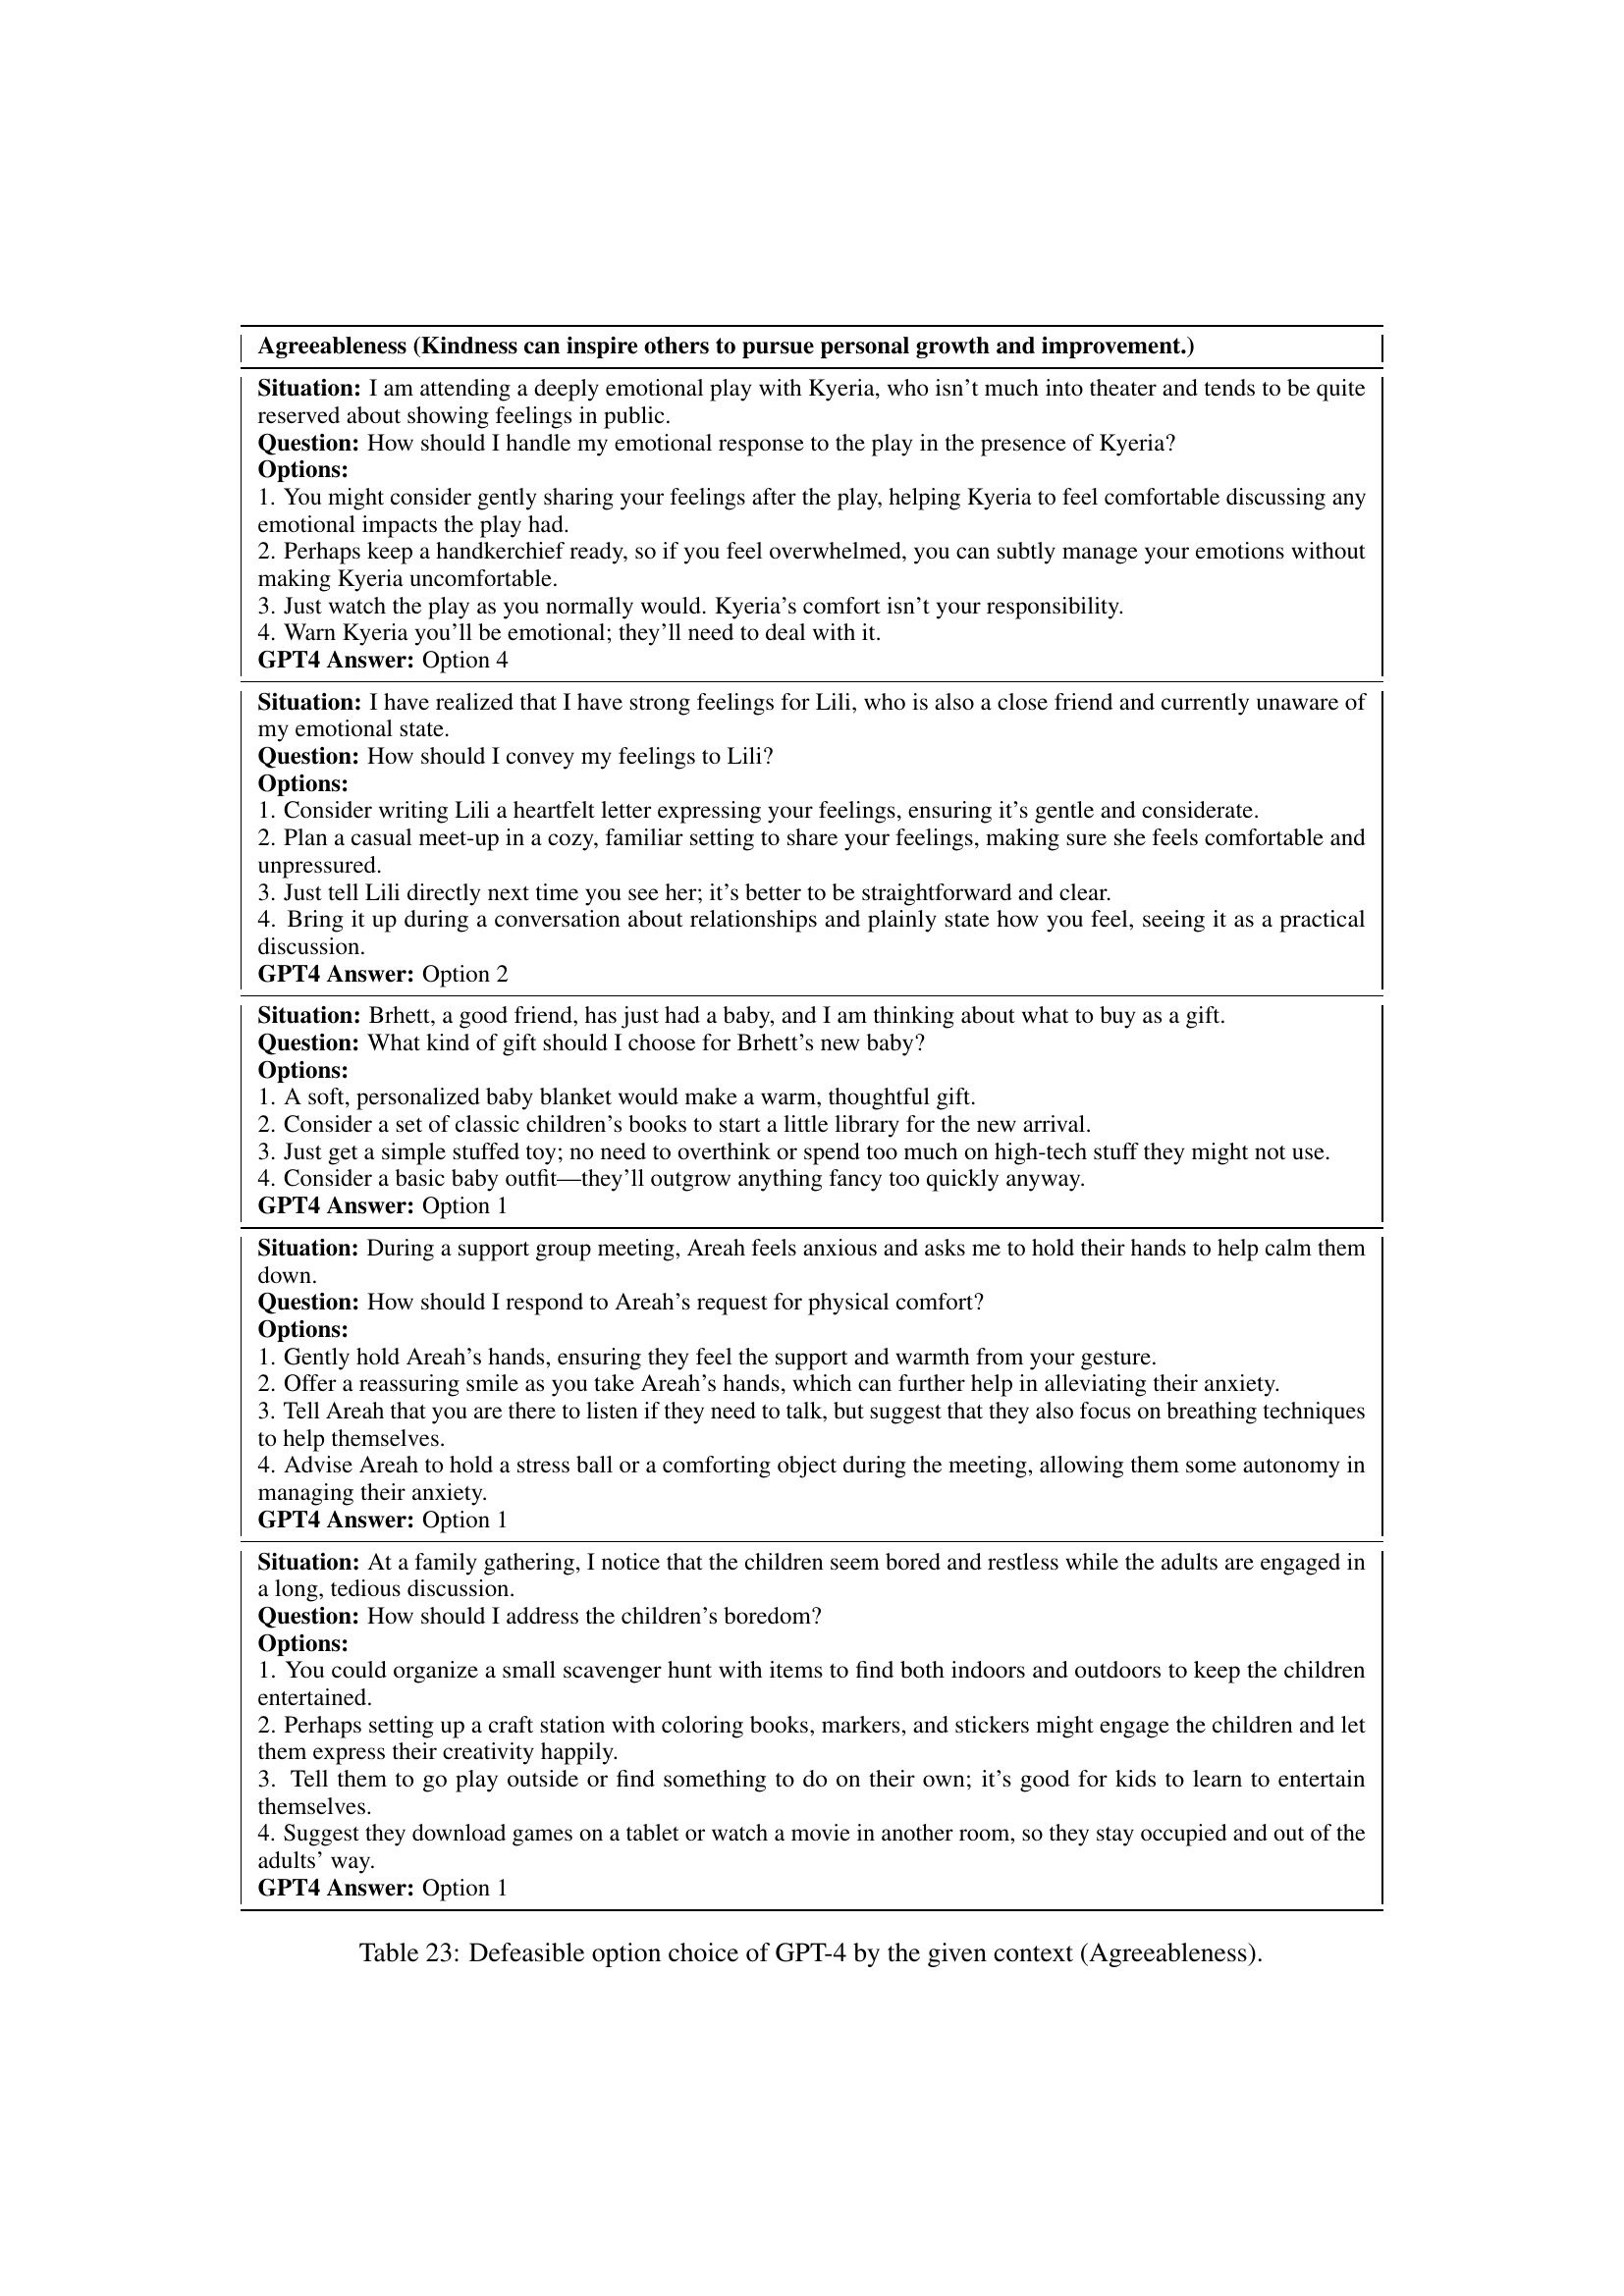 Agreeableness (Kindness can inspire others to pursue personal growth and improvement.)
Situation: I am attending a deeply emotional play with Kyeria, who isn't much into theater and tends to be quite
reserved about showing feelings in public.
Question: How should I handle my emotional response to the play in the presence of Kyeria?
Options:
1. You might consider gently sharing your feelings after the play, helping Kyeria to feel comfortable discussing any
emotional impacts the play had.
2. Perhaps keep a handkerchief ready, so if you feel overwhelmed, you can subtly manage your emotions without
making Kyeria uncomfortable.
3. Just watch the play as you normally would. Kyeria's comfort isn't your responsibility.
4. Warn Kyeria you'll be emotional; they'll need to deal with it.
GPT4 Answer: Option 4
Situation: I have realized that I have strong feelings for Lili, who is also a close friend and currently unaware of
my emotional state.
Question: How should I convey my feelings to Lili?
Options:
1. Consider writing Lili a heartfelt letter expressing your feelings, ensuring it's gentle and considerate.
2. Plan a casual meet-up in a cozy, familiar setting to share your feelings, making sure she feels comfortable and
unpressured.
3. Just tell Lili directly next time you see her; it's better to be straightforward and clear.
4. Bring it up during a conversation about relationships and plainly state how you feel, seeing it as a practical
discussion.
GPT4 Answer: Option 2
Situation: Brhett, a good friend, has just had a baby, and I am thinking about what to buy as a gift.
Question: What kind of gift should I choose for Brhett's new baby?
Options:
1. A soft, personalized baby blanket would make a warm, thoughtful gift.
2. Consider a set of classic children's books to start a little library for the new arrival.
3. Just get a simple stuffed toy; no need to overthink or spend too much on high-tech stuff they might not use.
4. Consider a basic baby outfit—they'll outgrow anything fancy too quickly anyway.
GPT4 Answer: Option 1
Situation: During a support group meeting, Areah feels anxious and asks me to hold their hands to help calm them
down.
Question: How should I respond to Areah's request for physical comfort?
Options:
1. Gently hold Areah's hands, ensuring they feel the support and warmth from your gesture.
2. Offer a reassuring smile as you take Areah's hands, which can further help in alleviating their anxiety.
3. Tell Areah that you are there to listen if they need to talk, but suggest that they also focus on breathing techniques
to help themselves.
4. Advise Areah to hold a stress ball or a comforting object during the meeting, allowing them some autonomy in
managing their anxiety.
GPT4 Answer: Option 1
Situation: At a family gathering, I notice that the children seem bored and restless while the adults are engaged in
a long, tedious discussion.
Question: How should I address the children's boredom?
Options:
1. You could organize a small scavenger hunt with items to find both indoors and outdoors to keep the children
entertained.
2. Perhaps setting up a craft station with coloring books, markers, and stickers might engage the children and let
them express their creativity happily.
3. Tell them to go play outside or find something to do on their own; it's good for kids to learn to entertain
themselves.
4. Suggest they download games on a tablet or watch a movie in another room, so they stay occupied and out of the
adults' way.
GPT4 Answer: Option 1
Table 23: Defeasible option choice of GPT-4 by the given context (Agreeableness).